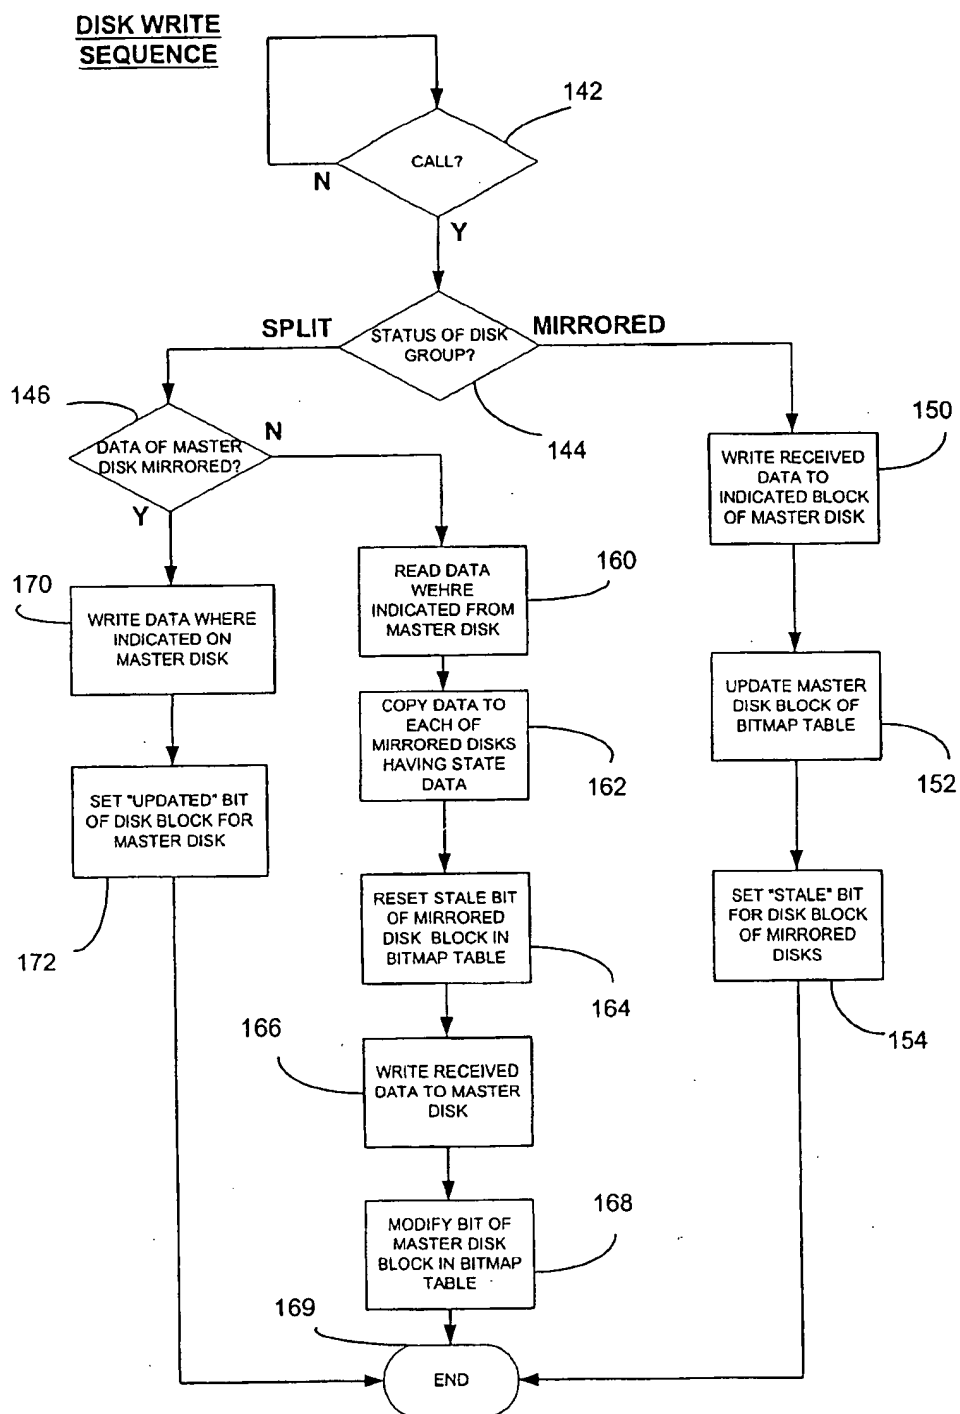 DISK WRITE
SEQUENCE
142
CALL?
N
Y
SPLIT
STATUS OF DISK
GROUP?
MIRRORED
144
146
DATA OF MASTER
DISK MIRRORED?
N
Y
150
WRITE RECEIVED
DATA TO
INDICATED BLOCK
OF MASTER DISK
170
WRITE DATA WHERE
INDICATED ON
MASTER DISK
READ DATA
WEHRE
INDICATED FROM
MASTER DISK
160
UPDATE MASTER
DISK BLOCK OF
BITMAP TABLE
152
COPY DATA TO
EACH OF
MIRRORED DISKS
HAVING STATE
DATA
162
SET "UPDATED" BIT
OF DISK BLOCK FOR
MASTER DISK
172
RESET STALE BIT
OF MIRRORED
DISK BLOCK IN
BITMAP TABLE
164
SET "STALE" BIT
FOR DISK BLOCK
OF MIRRORED
DISKS
154
166
WRITE RECEIVED
DATA TO MASTER
DISK
MODIFY BIT OF
MASTER DISK
BLOCK IN BITMAP
TABLE
168
169
END